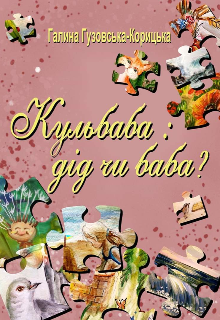 Галина Гузовська-Корицька
Кульбаба :
дід чи баба?